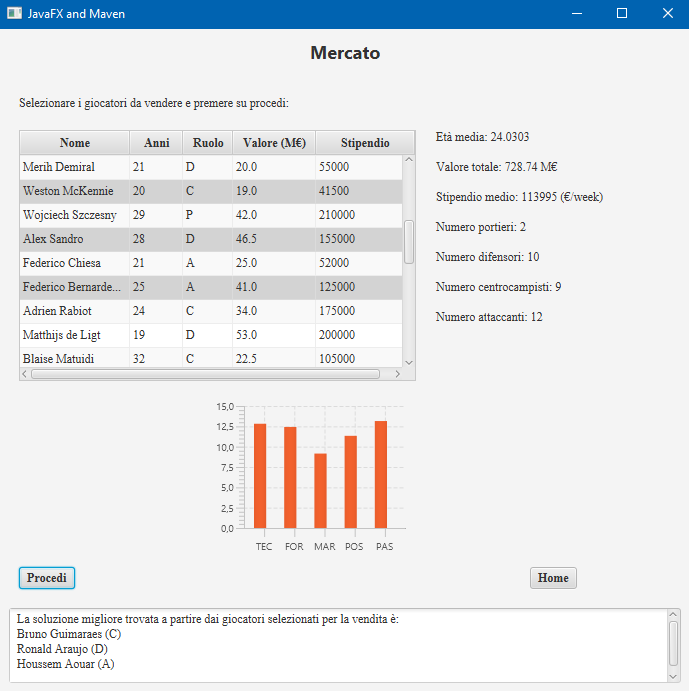 JavaFX and Maven
Mercato
Selezionare i giocatori da vendere e premere su procedi:
Nome Anni Ruolo Valore (M€) Stipendio
Merih Demiral 21 D 20.0 55000
Weston McKennie 20 C 19.0 41500
Wojciech Szczesny 29 P 42.0 210000
Alex Sandro 28 D 46.5 155000
Federico Chiesa 21 A 25.0 52000
Federico Bernarde... 25 A 41.0 125000
Adrien Rabiot 24 C 34.0 175000
Matthijs de Ligt 19 D 53.0 200000
Blaise Matuidi 32 C 22.5 105000
Età media: 24.0303
Valore totale: 728.74 M€
Stipendio medio: 113995 (€/week)
Numero portieri: 2
Numero difensori: 10
Numero centrocampisti: 9
Numero attaccanti: 12
15,0
12,5
10,0
7,5
5,0
2,5
0,0
TEC FOR MAR POS PAS
Procedi Home
La soluzione migliore trovata a partire dai giocatori selezionati per la vendita è:
Bruno Guimaraes (C)
Ronald Araujo (D)
Houssem Aouar (A)